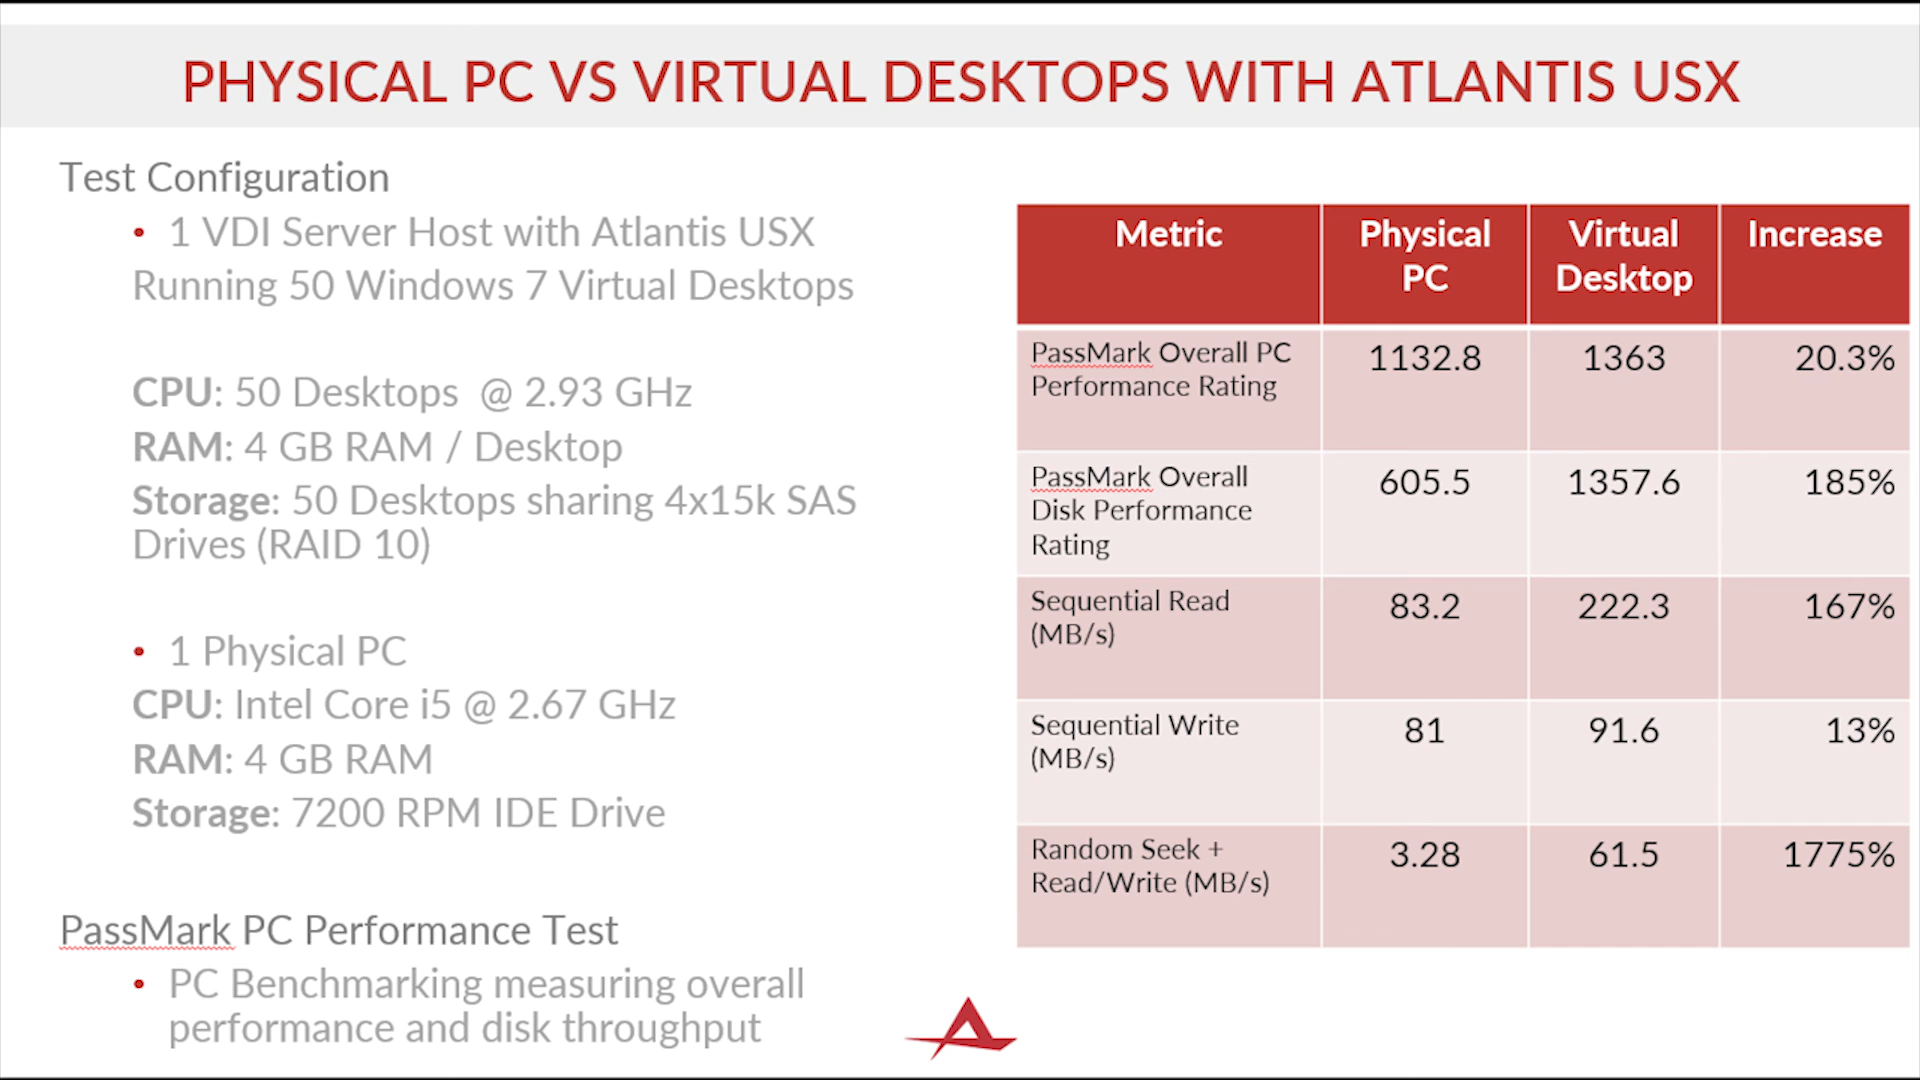 PHYSICAL PC VS VIRTUAL DESKTOPS WITH ATLANTIS USX
Test Configuration
• 1 VDI Server Host with Atlantis USX
Running 50 Windows 7 Virtual Desktops
CPU: 50 Desktops @ 2.93 GHz
RAM: 4 GB RAM / Desktop
Storage: 50 Desktops sharing 4x15k SAS
Drives (RAID 10)
• 1 Physical PC
CPU: Intel Core i5 @ 2.67 GHz
RAM: 4 GB RAM
Storage: 7200 RPM IDE Drive
PassMark PC Performance Test
• PC Benchmarking measuring overall
performance and disk throughput
Metric
Physical
PC
Virtual
Desktop
Increase
PassMark Overall PC
Performance Rating
1132.8
1363
20.3%
PassMark Overall
Disk Performance
Rating
605.5
1357.6
185%
Sequential Read
(MB/s)
83.2
222.3
167%
Sequential Write
(MB/s)
81
91.6
13%
Random Seek +
Read/Write (MB/s)
3.28
61.5
1775%